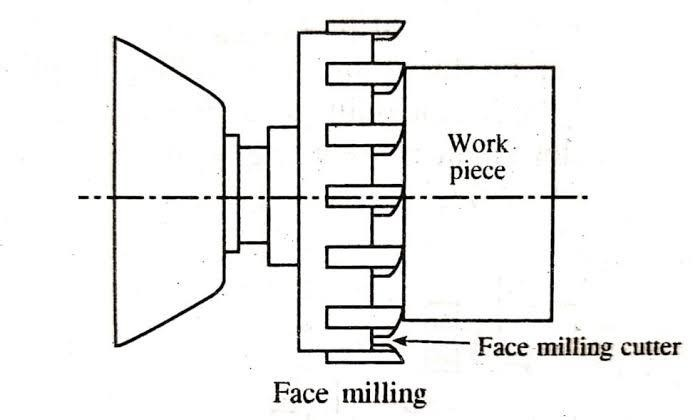 Work
piece
Face milling cutter
Face milling